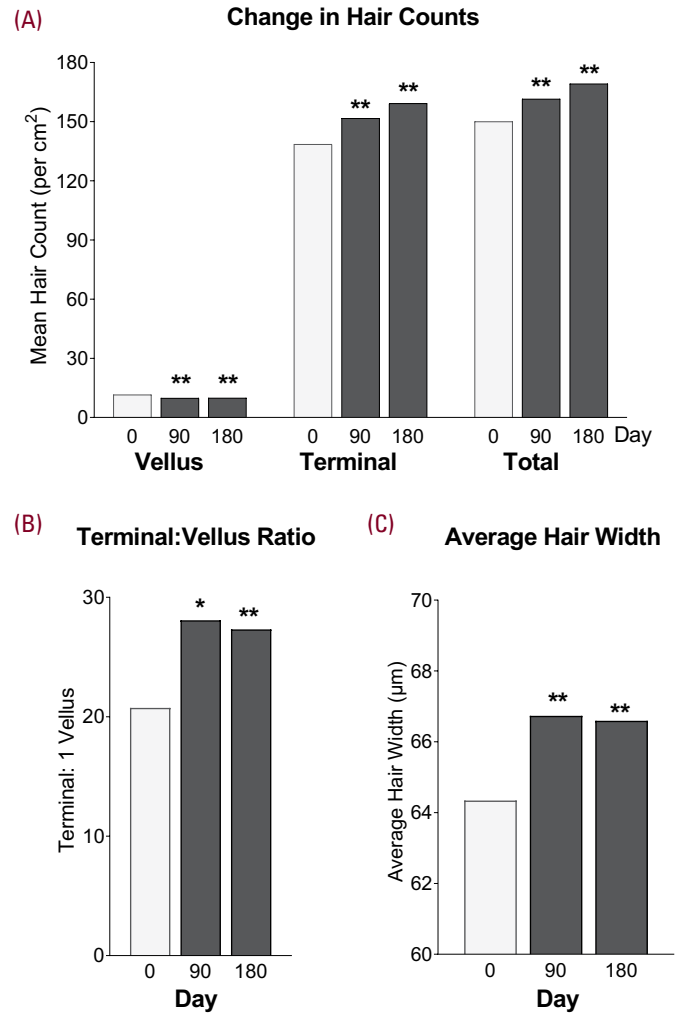 (A) Change in Hair Counts
Mean Hair Count (per cm²)
180
150
120
90
60
30
0
** ** ** ** ** **
0 90 180 0 90 180 0 90 180 Day
Vellus Terminal Total
(B) Terminal:Vellus Ratio
Terminal: 1 Vellus
30
20
10
0
* **
0 90 180
Day
(C) Average Hair Width
Average Hair Width (µm)
70
68
66
64
62
60
** **
0 90 180
Day